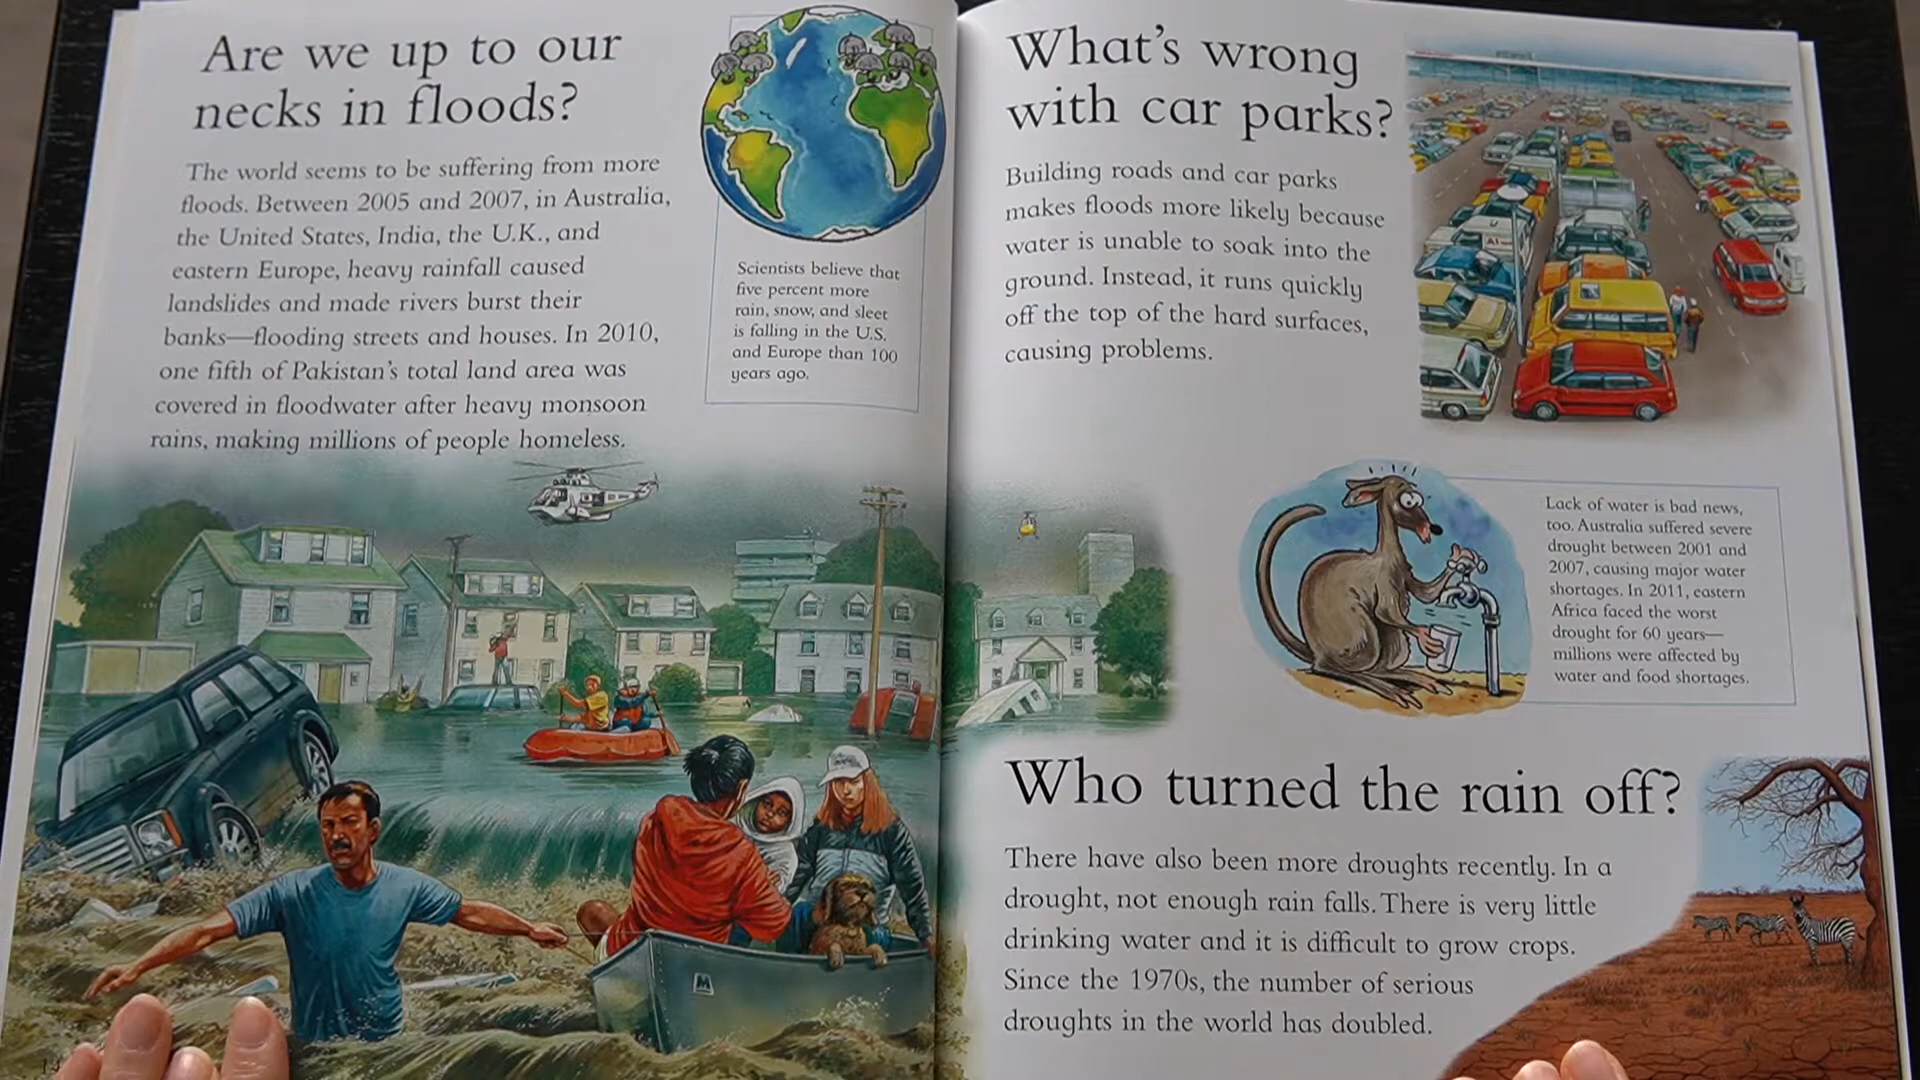 Are we up to our
necks in floods?
The world seems to be suffering from more
floods. Between 2005 and 2007, in Australia,
the United States, India, the U.K., and
eastern Europe, heavy rainfall caused
landslides and made rivers burst their
banks—flooding streets and houses. In 2010,
one fifth of Pakistan's total land area was
covered in floodwater after heavy monsoon
rains, making millions of people homeless.
Scientists believe that
five percent more
rain, snow, and sleet
is falling in the U.S.
and Europe than 100
years ago.
M
What's wrong
with car parks?
Building roads and car parks
makes floods more likely because
water is unable to soak into the
ground. Instead, it runs quickly
off the top of the hard surfaces,
causing problems.
Lack of water is bad news,
too. Australia suffered severe
drought between 2001 and
2007, causing major water
shortages. In 2011, eastern
Africa faced the worst
drought for 60 years—
millions were affected by
water and food shortages.
Who turned the rain off?
There have also been more droughts recently. In a
drought, not enough rain falls. There is very little
drinking water and it is difficult to grow crops.
Since the 1970s, the number of serious
droughts in the world has doubled.